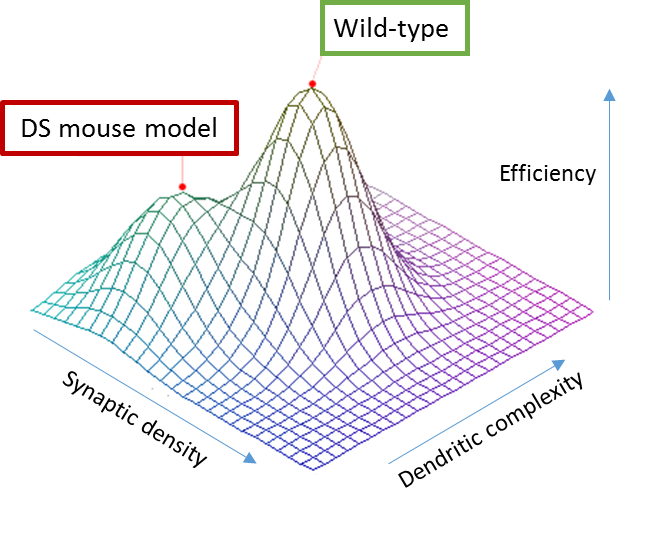 Wild-type
DS mouse model
Efficiency
Synaptic density
Dendritic complexity